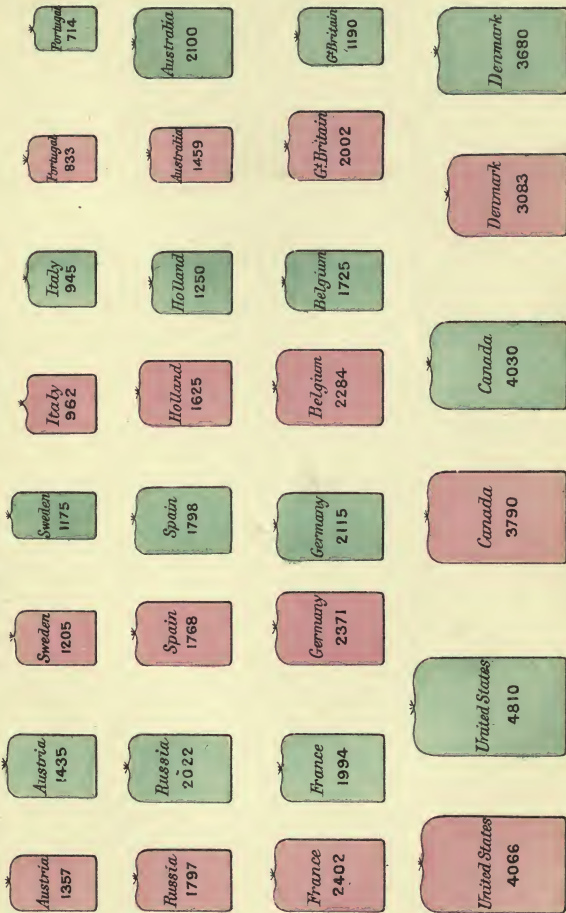 Portugal
714
Australia
2100
Gt Britain
1190
Denmark
3680
Portugal
833
Australia
1459
Gt Britain
2002
Denmark
3083
Italy
945
Holland
1250
Belgium
1725
Canada
4030
Italy
962
Holland
1625
Belgium
2284
Canada
3790
Sweden
1175
Spain
1798
Germany
2115
Sweden
1205
Spain
1768
Germany
2371
United States
4810
Austria
1435
Russia
2022
France
1994
Austria
1357
Russia
1797
France
2402
United States
4066